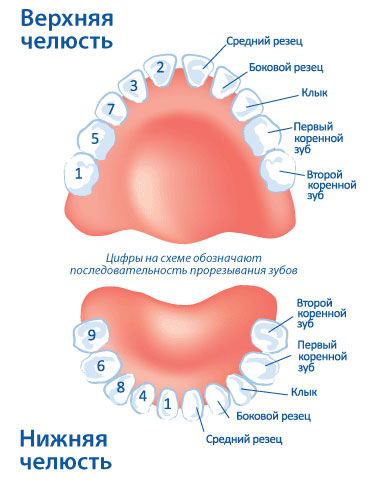 Верхняя
челюсть
Средний резец
Боковой резец
Клык
Первый
коренной
зуб
Второй
коренной
зуб
2
3
7
5
1
Цифры на схеме обозначают
последовательность прорезывания зубов
9
6
8
4
1
Второй
коренной
зуб
Первый
коренной
зуб
Клык
Боковой резец
Средний резец
Нижняя
челюсть